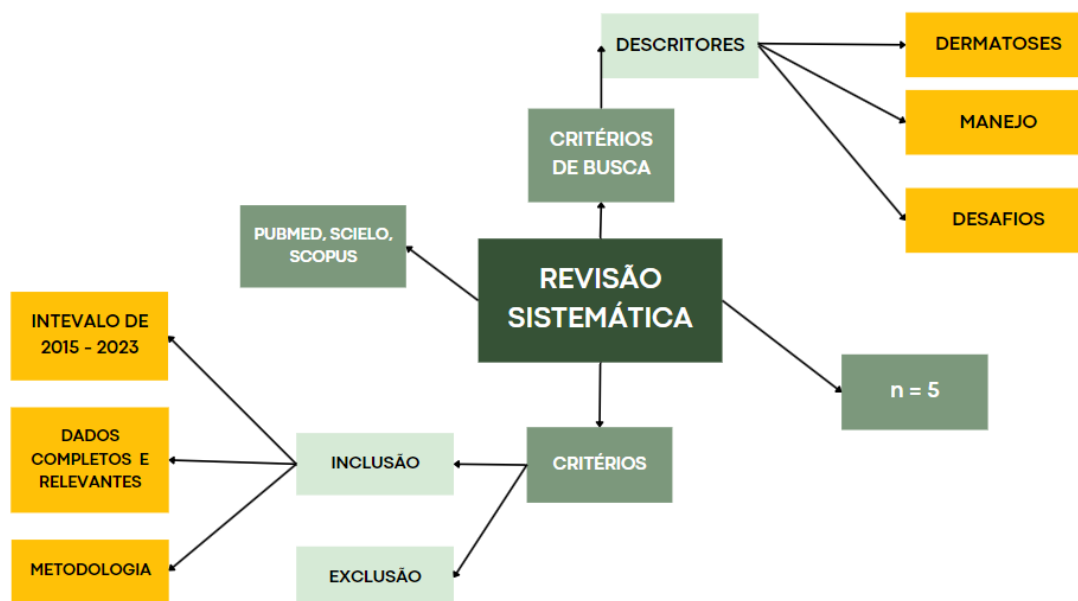 DESCRITORES
DERMATOSES
MANEJO
DESAFIOS
CRITÉRIOS
DE BUSCA
PUBMED, SCIELO,
SCOPUS
REVISÃO
SISTEMÁTICA
n = 5
INTEVALO DE
2015 - 2023
DADOS
COMPLETOS E
RELEVANTES
METODOLOGIA
INCLUSÃO
EXCLUSÃO
CRITÉRIOS